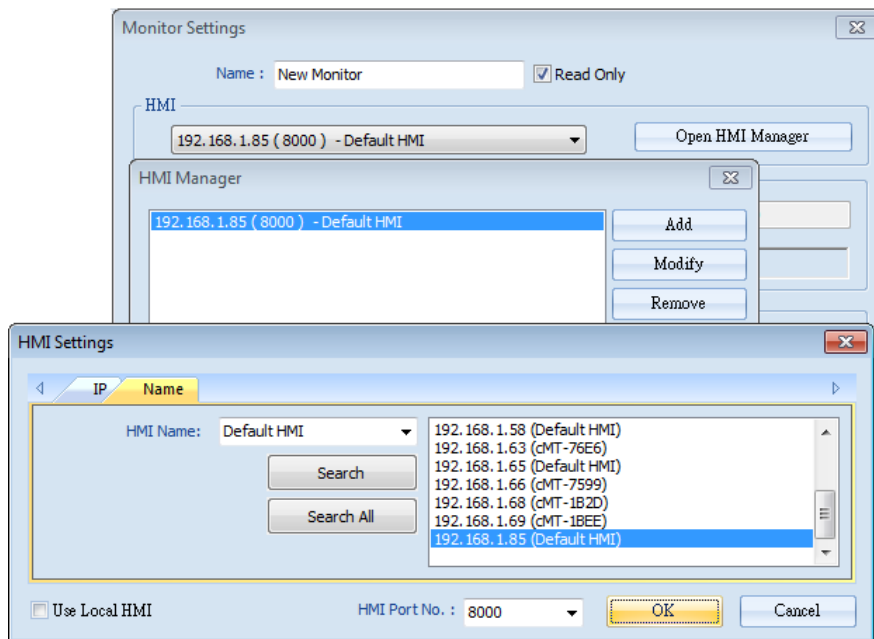 Monitor Settings
Name : New Monitor Read Only
HMI
192.168.1.85 ( 8000 ) - Default HMI Open HMI Manager
HMI Manager
192.168.1.85 ( 8000 ) - Default HMI
Add
Modify
Remove
HMI Settings
IP Name
HMI Name: Default HMI
Search
Search All
192.168.1.58 (Default HMI)
192.168.1.63 (cMT-76E6)
192.168.1.65 (Default HMI)
192.168.1.66 (cMT-7599)
192.168.1.68 (cMT-1B2D)
192.168.1.69 (cMT-1BEE)
192.168.1.85 (Default HMI)
Use Local HMI HMI Port No. : 8000 OK Cancel